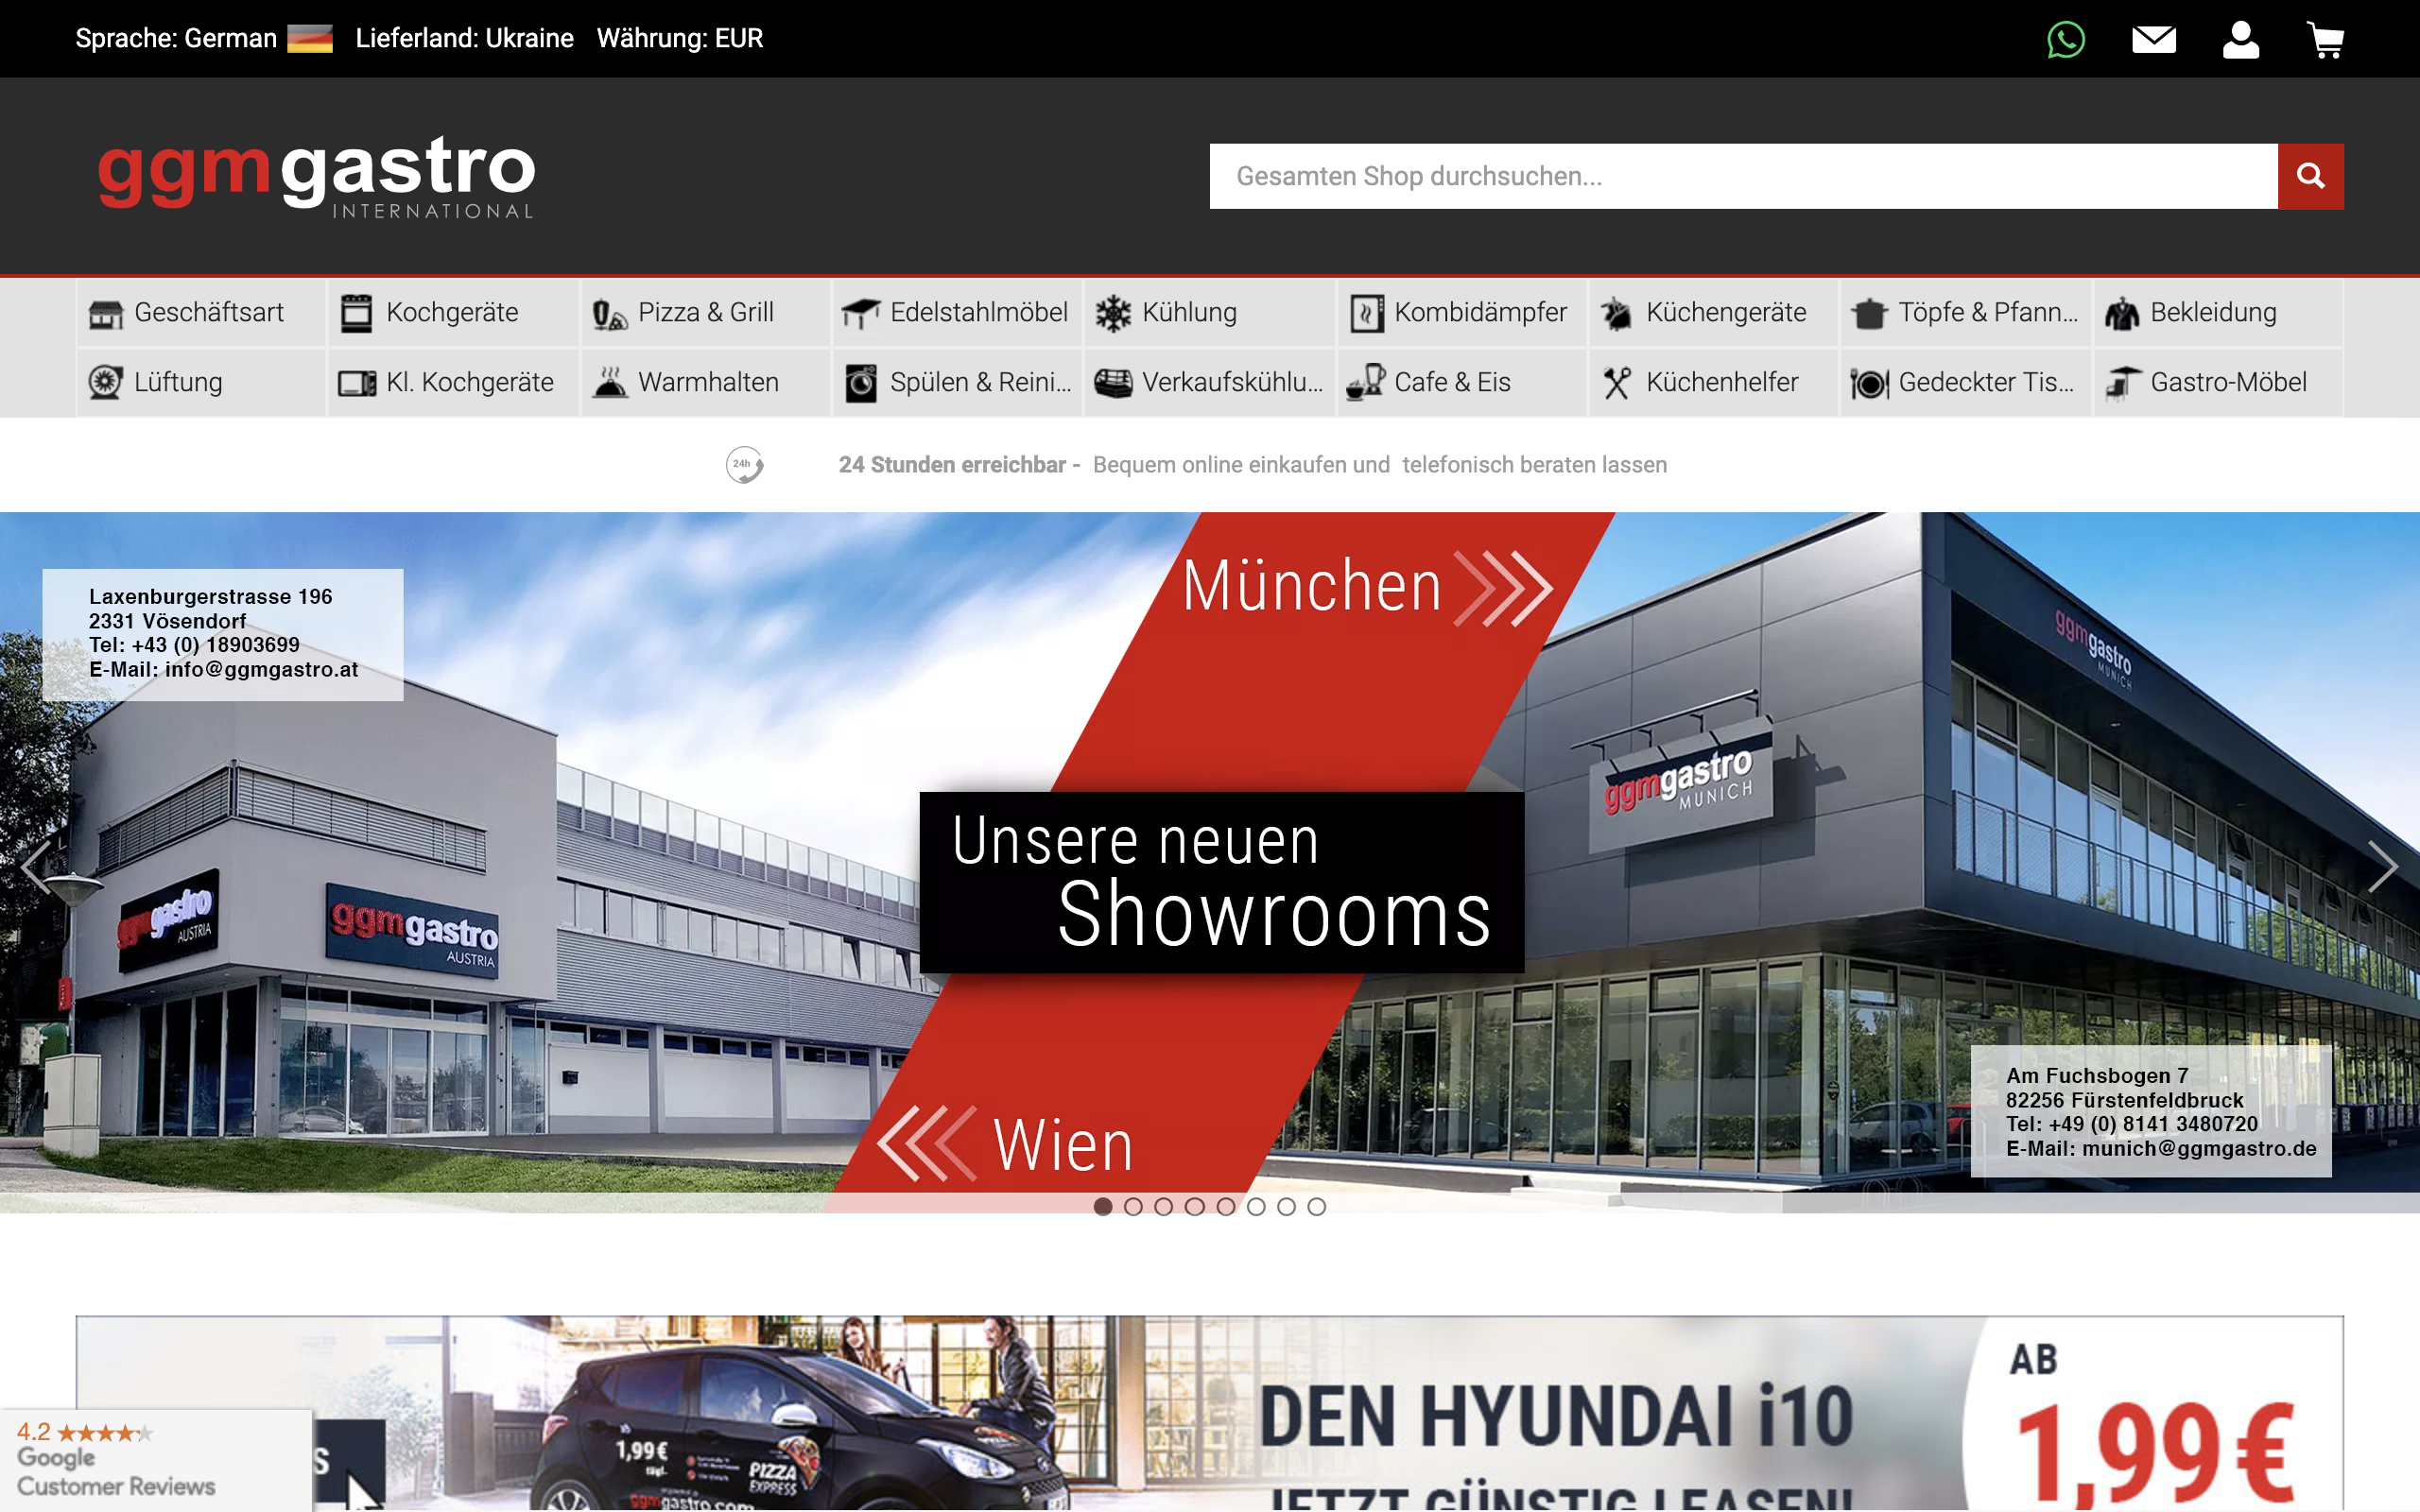 Sprache: German Lieferland: Ukraine Währung: EUR
ggmgastro
INTERNATIONAL
Gesamten Shop durchsuchen...
Geschäftsart Kochgeräte Pizza & Grill Edelstahlmöbel Kühlung Kombidämpfer Küchengeräte Töpfe & Pfann... Bekleidung
Lüftung Kl. Kochgeräte Warmhalten Spülen & Reini... Verkaufskühlu... Cafe & Eis Küchenhelfer Gedeckter Tis... Gastro-Möbel
24h
24 Stunden erreichbar - Bequem online einkaufen und telefonisch beraten lassen
Laxenburgerstrasse 196
2331 Vösendorf
Tel: +43 (0) 18903699
E-Mail: info@ggmgastro.at
München
ggmgastro
MUNICH
ggmgastro
MUNICH
Unsere neuen
Showrooms
ggmgastro
AUSTRIA
ggmgastro
AUSTRIA
Wien
Am Fuchsbogen 7
82256 Fürstenfeldbruck
Tel: +49 (0) 8141 3480720
E-Mail: munich@ggmgastro.de
AB
1,99€
DEN HYUNDAI i10
JETZT GÜNSTIG LEASEN!
1,99€
PIZZA
EXPRESS
ggmgastro.com
4.2
Google
Customer Reviews
S